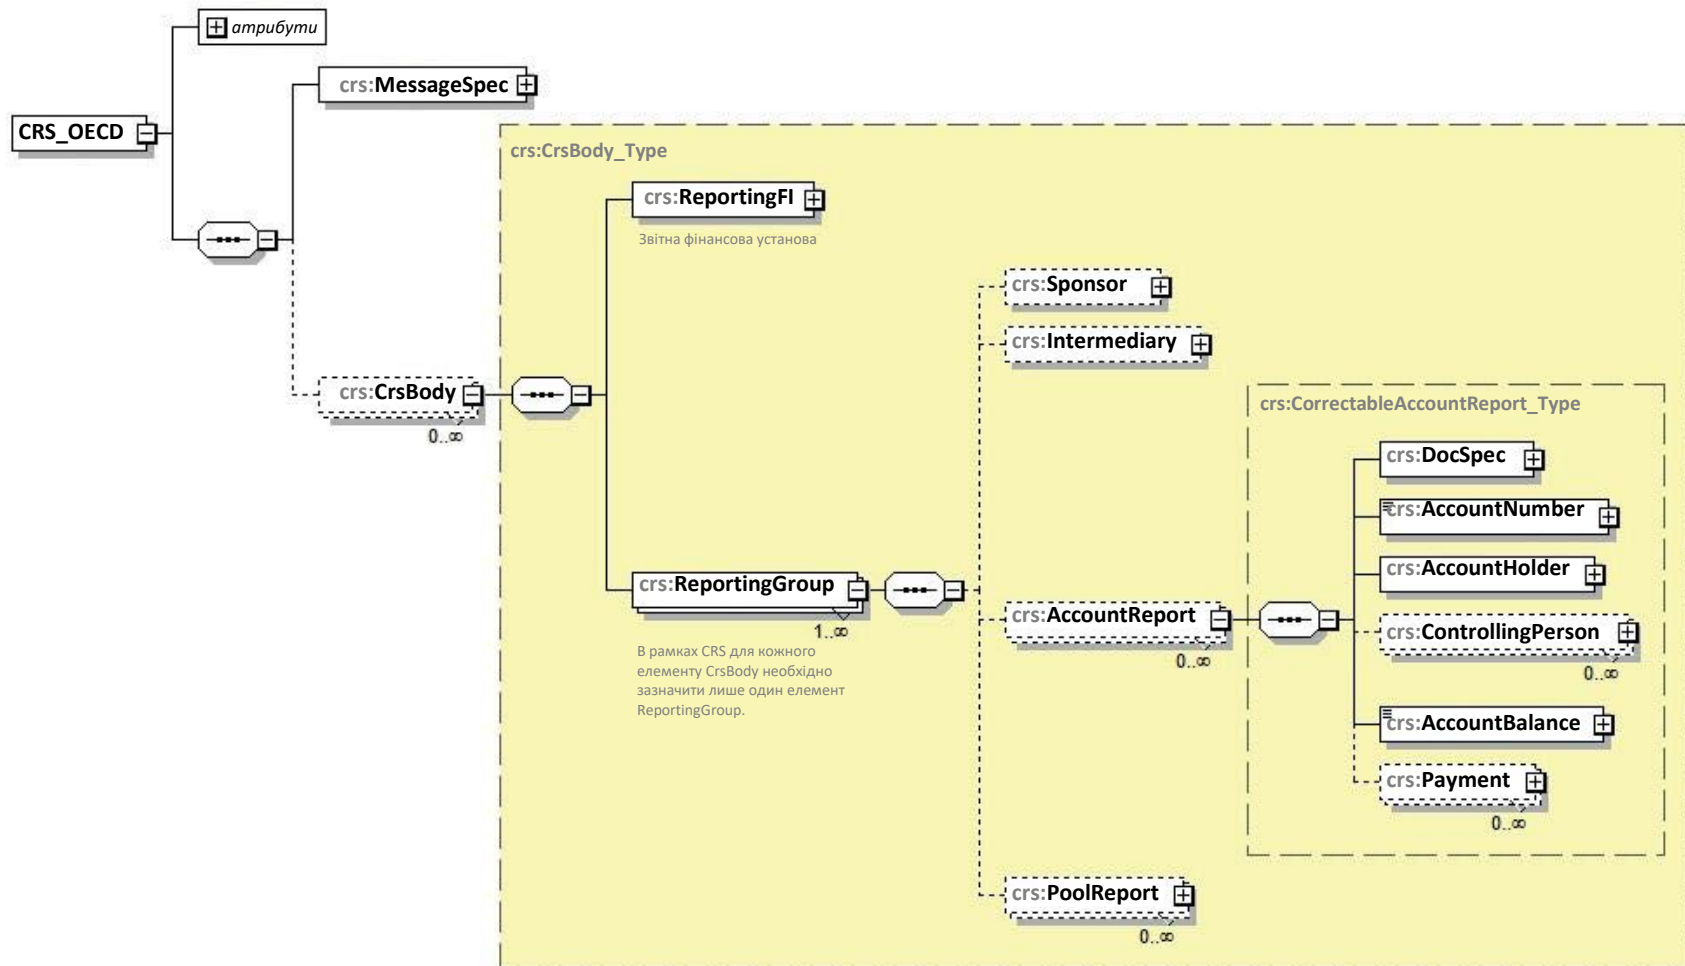 атрибути
crs:MessageSpec
CRS_OECD
crs:CrsBody_Type
crs:ReportingFI
Звітна фінансова установа
crs:Sponsor
crs:Intermediary
crs:CrsBody
0..∞
crs:CorrectableAccountReport_Type
crs:DocSpec
crs:AccountNumber
crs:AccountHolder
crs:ReportingGroup
1..∞
В рамках CRS для кожного
елементу CrsBody необхідно
зазначити лише один елемент
ReportingGroup.
crs:AccountReport
0..∞
crs:ControllingPerson
0..∞
crs:AccountBalance
crs:Payment
0..∞
crs:PoolReport
0..∞